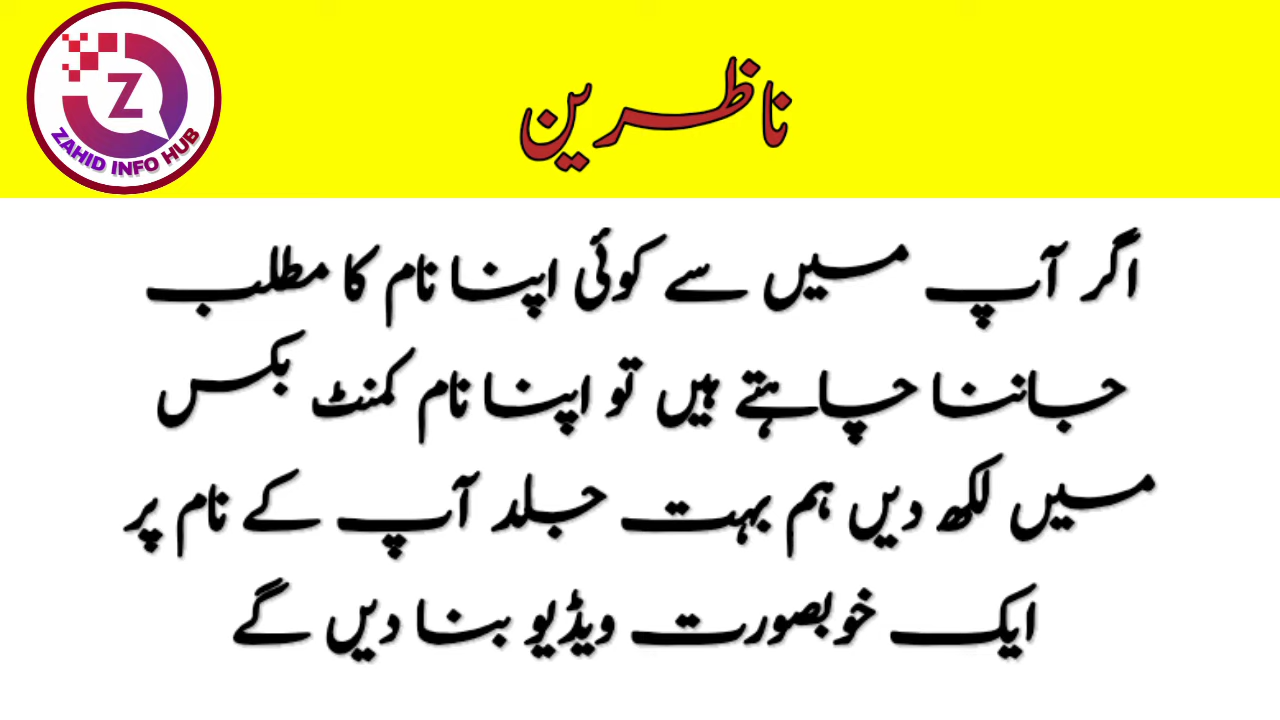 Z
ZAHID INFO HUB
ناظرین
اگر آپ میں سے کوئی اپنا نام کا مطلب
جاننا چاہتے ہیں تو اپنا نام کمنٹ بکس
میں لکھ دیں ہم بہت جلد آپ کے نام پر
ایک خوبصورت ویڈیو بنا دیں گے